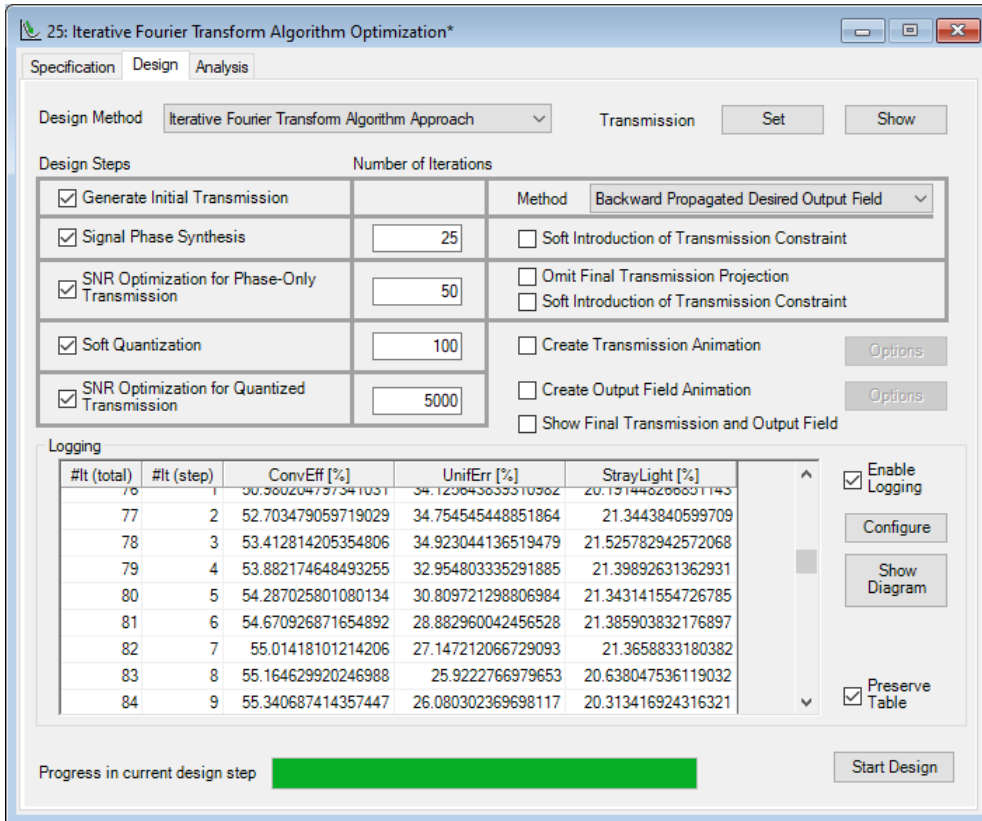 25: Iterative Fourier Transform Algorithm Optimization*
Specification Design Analysis
Design Method Iterative Fourier Transform Algorithm Approach Transmission Set Show
Design Steps Number of Iterations
Generate Initial Transmission Method Backward Propagated Desired Output Field
Signal Phase Synthesis 25 Soft Introduction of Transmission Constraint
SNR Optimization for Phase-Only
Transmission
50
Omit Final Transmission Projection
Soft Introduction of Transmission Constraint
Soft Quantization 100 Create Transmission Animation Options
SNR Optimization for Quantized
Transmission
5000
Create Output Field Animation Options
Show Final Transmission and Output Field
Logging
#It (total) #It (step) ConvEff [%] UnifErr [%] StrayLight [%]
76 1 50.980204797341031 34.125643839310982 20.191448266851143
77 2 52.703479059719029 34.754545448851864 21.3443840599709
78 3 53.412814205354806 34.923044136519479 21.525782942572068
79 4 53.882174648493255 32.954803335291885 21.39892631362931
80 5 54.287025801080134 30.809721298806984 21.343141554726785
81 6 54.670926871654892 28.882960042456528 21.385903832176897
82 7 55.01418101214206 27.147212066729093 21.3658833180382
83 8 55.164629920246988 25.9222766979653 20.638047536119032
84 9 55.340687414357447 26.080302369698117 20.313416924316321
Enable
Logging
Configure
Show
Diagram
Preserve
Table
Progress in current design step Start Design